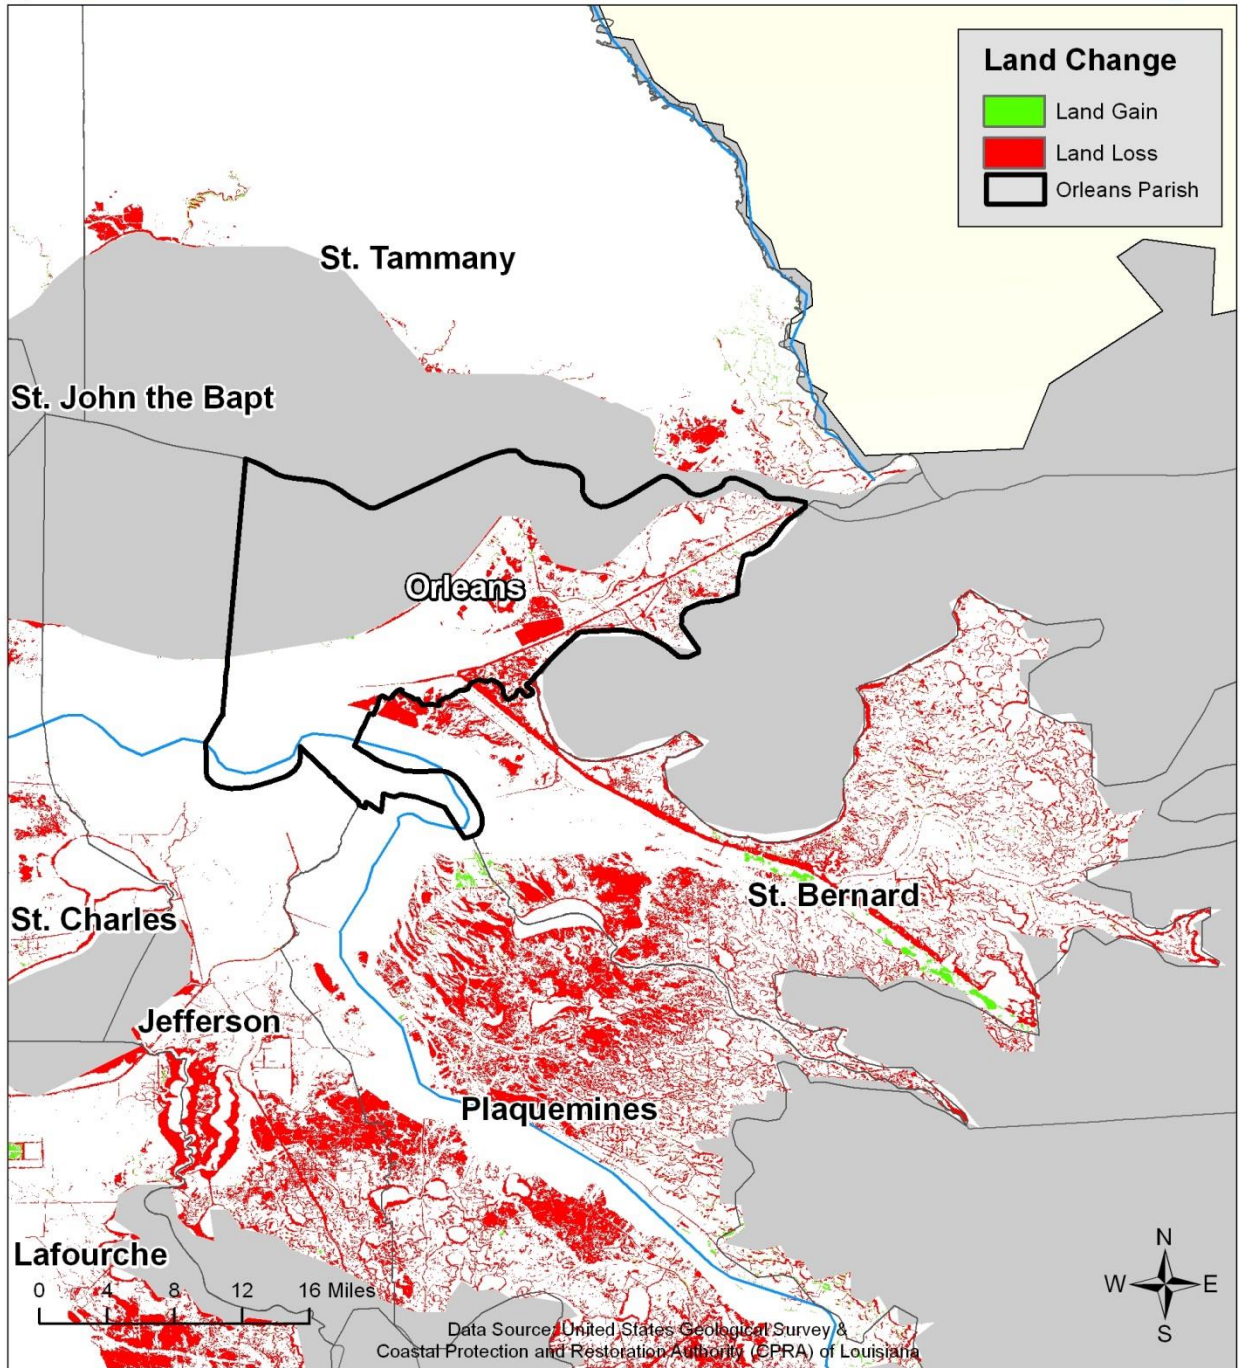 Land Change
Land Gain
Land Loss
Orleans Parish
St. Tammany
St. John the Bapt
Orleans
St. Bernard
St. Charles
Jefferson
Plaquemines
Lafourche
0 4 8 12 16 Miles
N
W E
S
Data Source: United States Geological Survey &
Coastal Protection and Restoration Authority (CPRA) of Louisiana